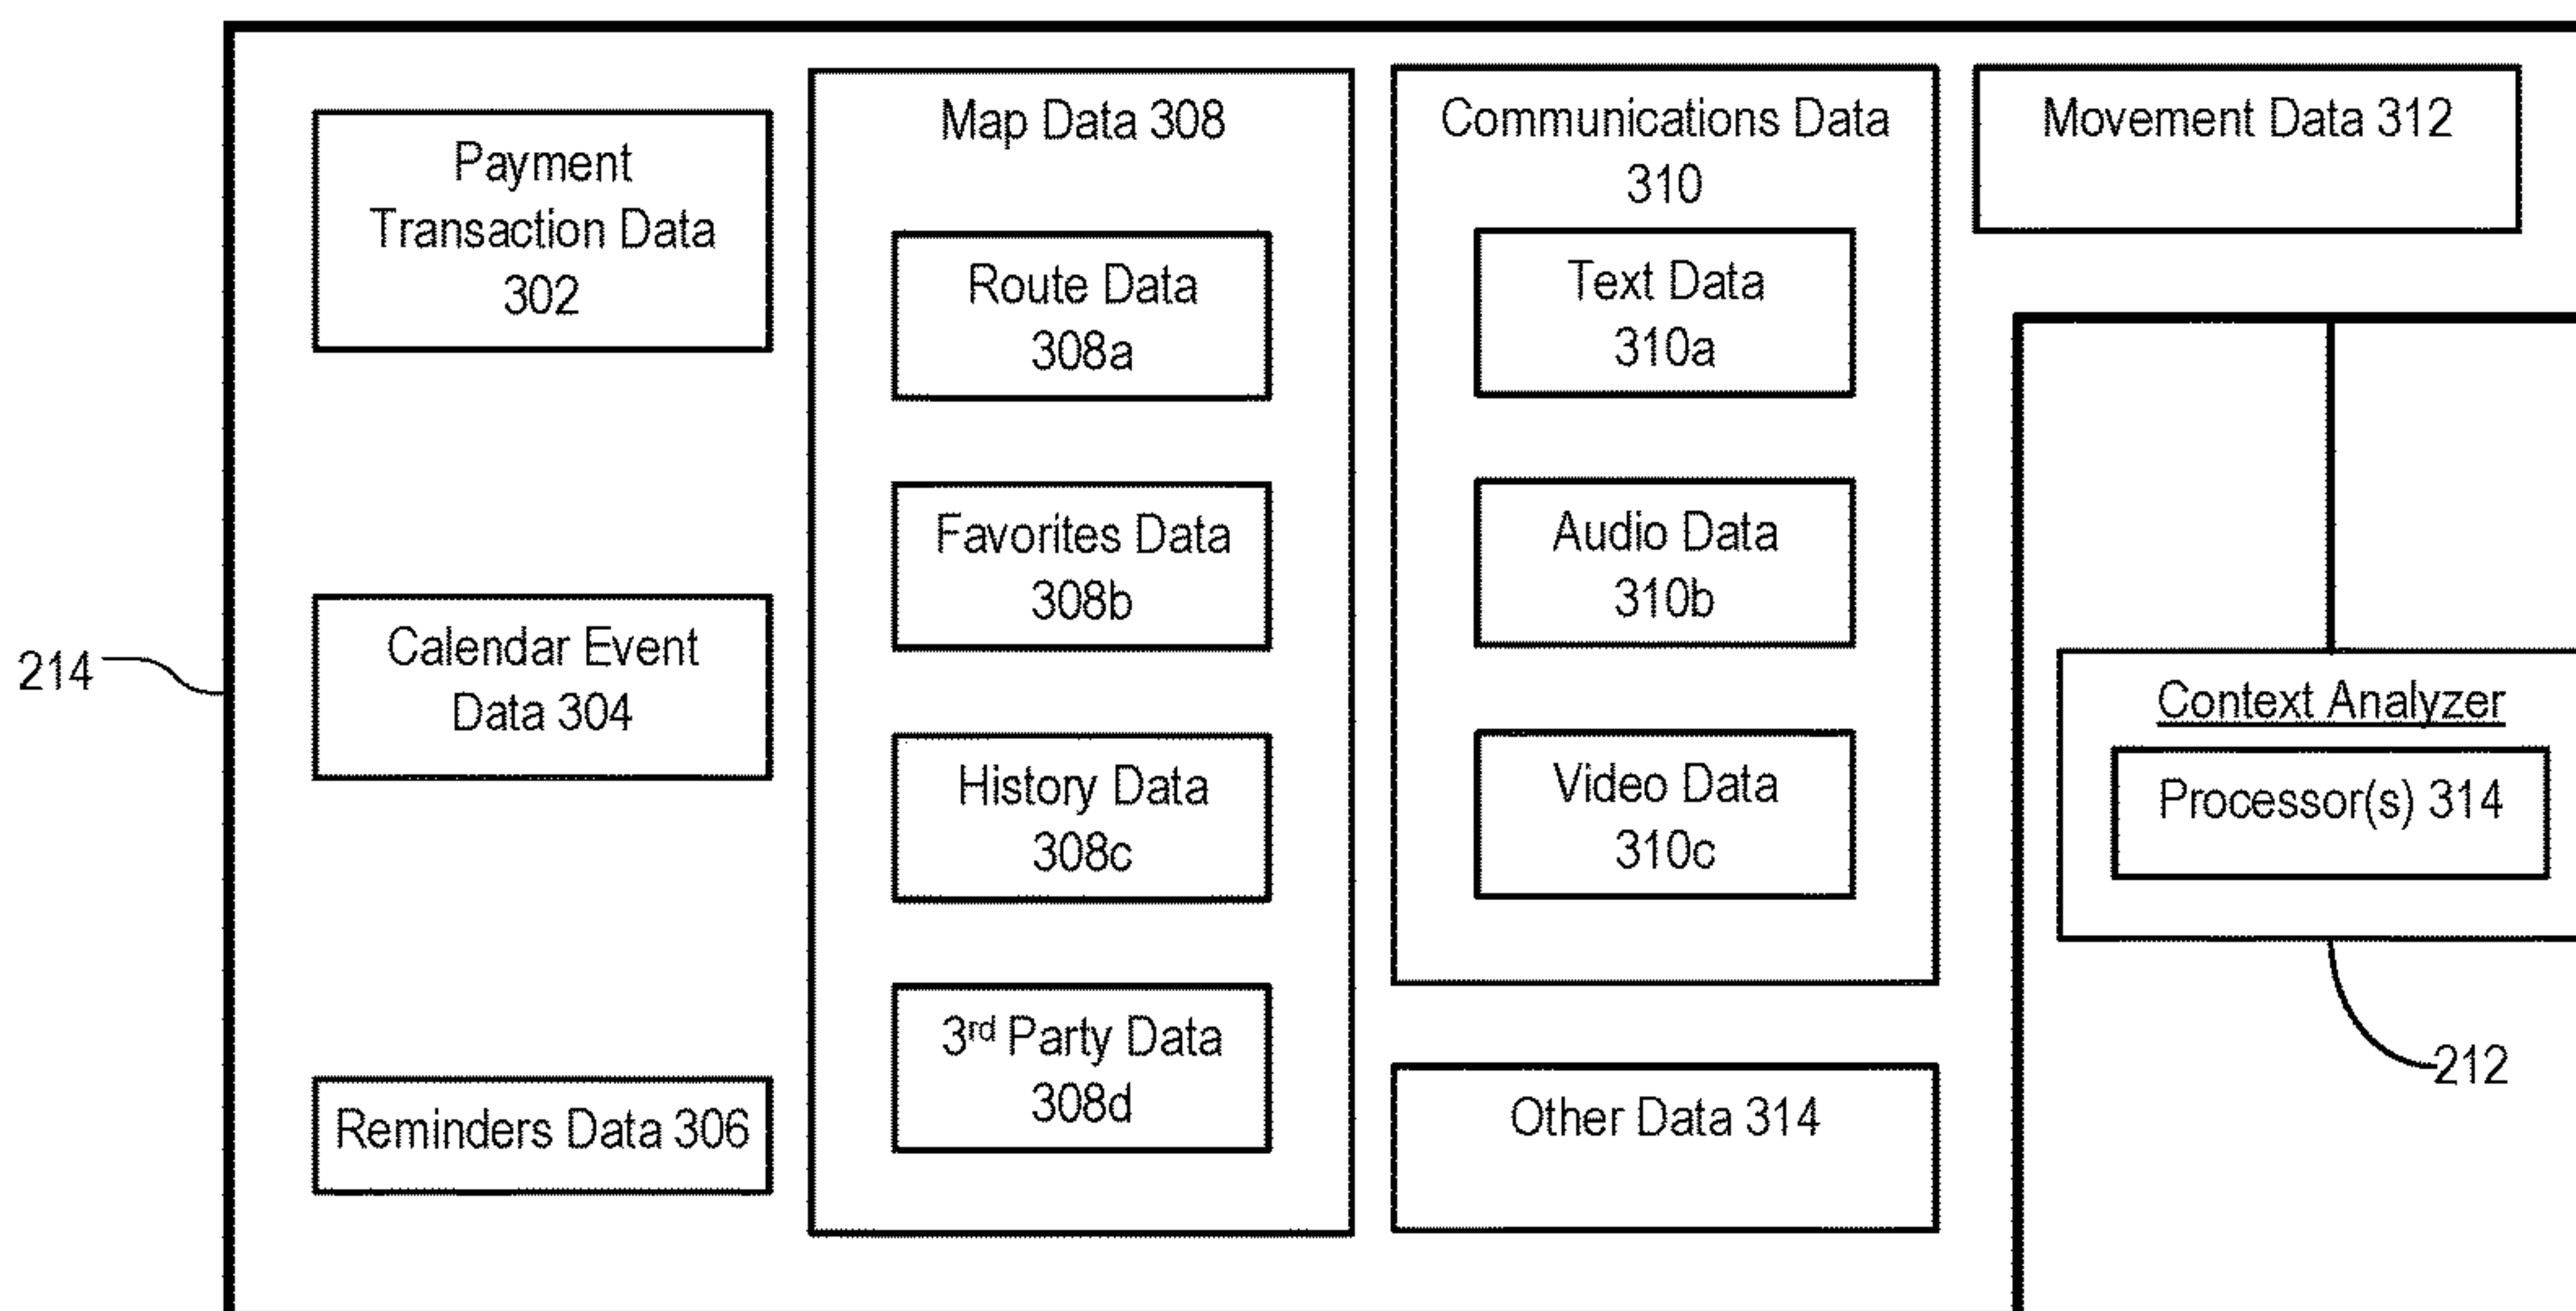 Payment
Transaction Data
302
Calendar Event
Data 304
Reminders Data 306
Map Data 308
Route Data
308a
Favorites Data
308b
History Data
308c
3rd Party Data
308d
Communications Data
310
Text Data
310a
Audio Data
310b
Video Data
310c
Other Data 314
Movement Data 312
Context Analyzer
Processor(s) 314
212
214